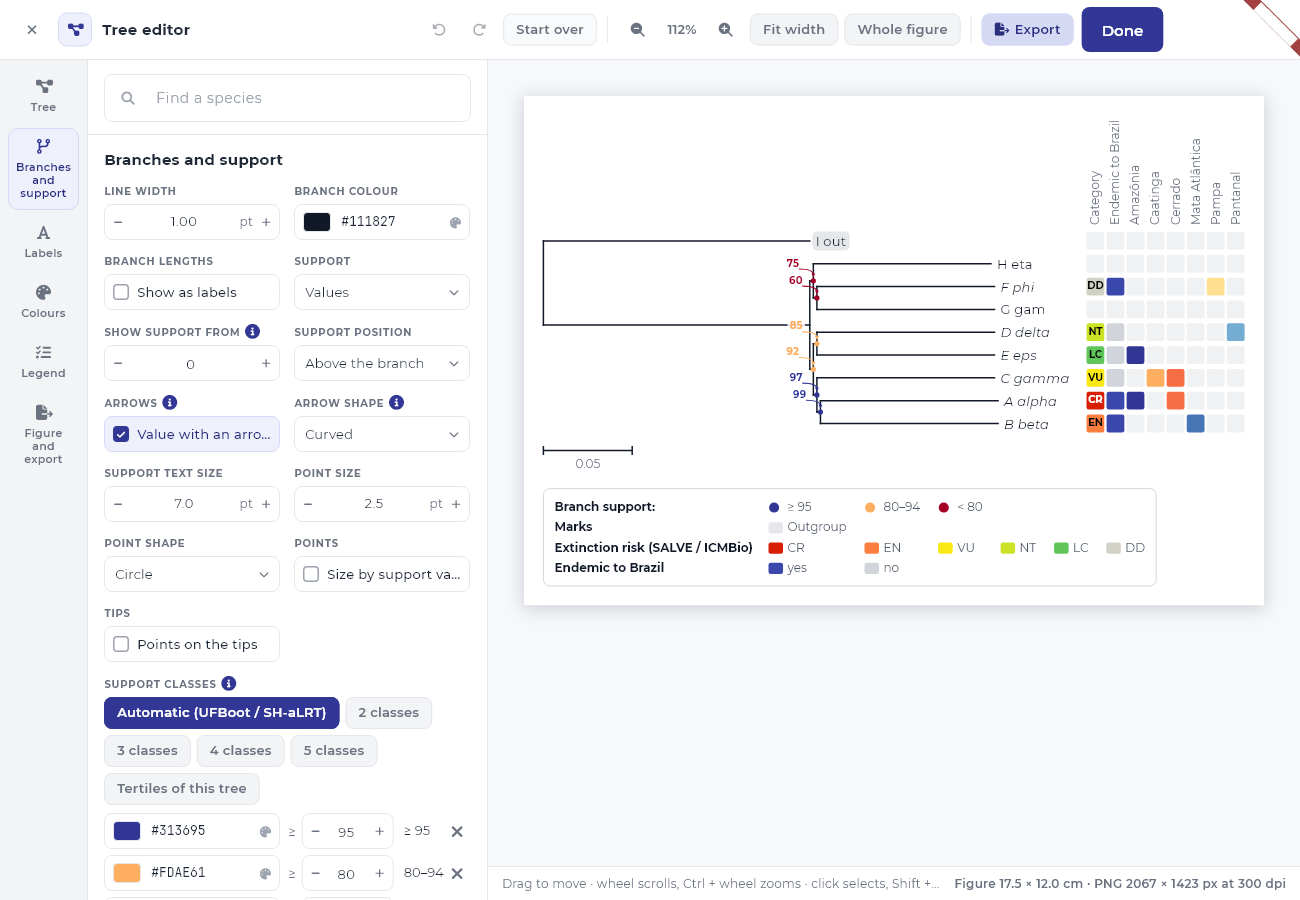 Tree editor
Start over
112%
Fit width
Whole figure
Export
Done
Tree
Branches and support
Labels
Colours
Legend
Figure and export
Find a species
Branches and support
LINE WIDTH
BRANCH COLOUR
− 1.00 pt +
#111827
BRANCH LENGTHS
SUPPORT
Show as labels
Values
SHOW SUPPORT FROM
SUPPORT POSITION
− 0 +
Above the branch
ARROWS
ARROW SHAPE
Value with an arro...
Curved
SUPPORT TEXT SIZE
POINT SIZE
− 7.0 pt +
− 2.5 pt +
POINT SHAPE
POINTS
Circle
Size by support va...
TIPS
Points on the tips
SUPPORT CLASSES
Automatic (UFBoot / SH-aLRT)
2 classes
3 classes
4 classes
5 classes
Tertiles of this tree
#313695 ≥ − 95 + ≥ 95
#FDAE61 ≥ − 80 + 80–94
Category
Endemic to Brazil
Amazônia
Caatinga
Cerrado
Mata Atlântica
Pampa
Pantanal
I out
75
H eta
60
F phi
DD
G gam
85
D delta
NT
92
E eps
LC
97
C gamma
VU
99
A alpha
CR
B beta
EN
0.05
Branch support: ≥ 95 80–94 < 80
Marks Outgroup
Extinction risk (SALVE / ICMBio) CR EN VU NT LC DD
Endemic to Brazil yes no
Drag to move · wheel scrolls, Ctrl + wheel zooms · click selects, Shift +...
Figure 17.5 × 12.0 cm · PNG 2067 × 1423 px at 300 dpi